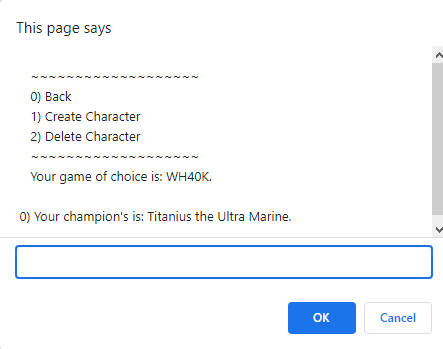 This page says
~~~~~~~~~~~~~~~~~~~
0) Back
1) Create Character
2) Delete Character
~~~~~~~~~~~~~~~~~~~
Your game of choice is: WH40K.
0) Your champion's is: Titanius the Ultra Marine.
OK
Cancel